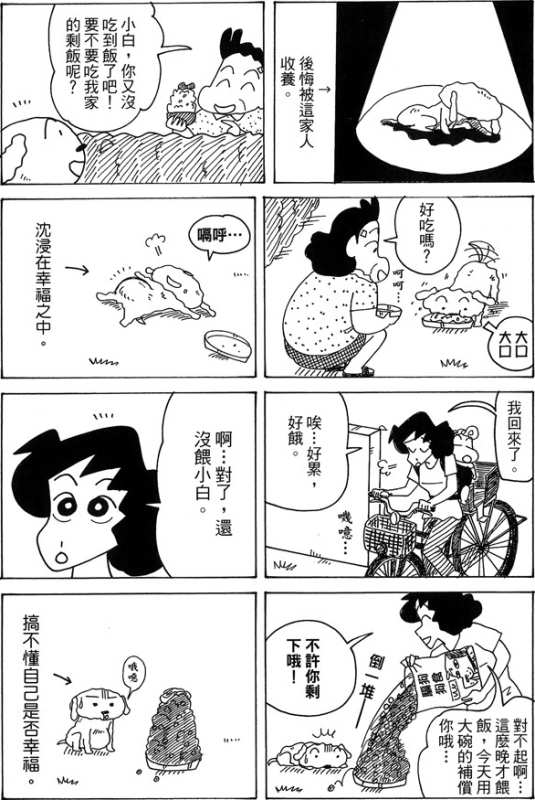 後悔被這家人
收養。
小白，你又沒
吃到飯了吧！
要不要吃我家
的剩飯呢？
好吃嗎？
呵呵…
大口
大口
嗝呼…
沈浸在幸福之中。
我回來了。
唉…好累，
好餓。
嘰噫…
啊…對了，還
沒餵小白。
對不起啊…
這麼晚才餵
飯，今天用
大碗的補償
你哦…
倒一堆
不許你剩
下哦！
搞不懂自己是否幸福。